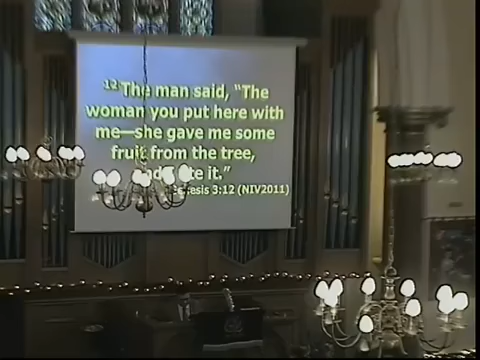 12 The man said, “The
woman you put here with
me—she gave me some
fruit from the tree,
it.”
3:12 (NIV2011)